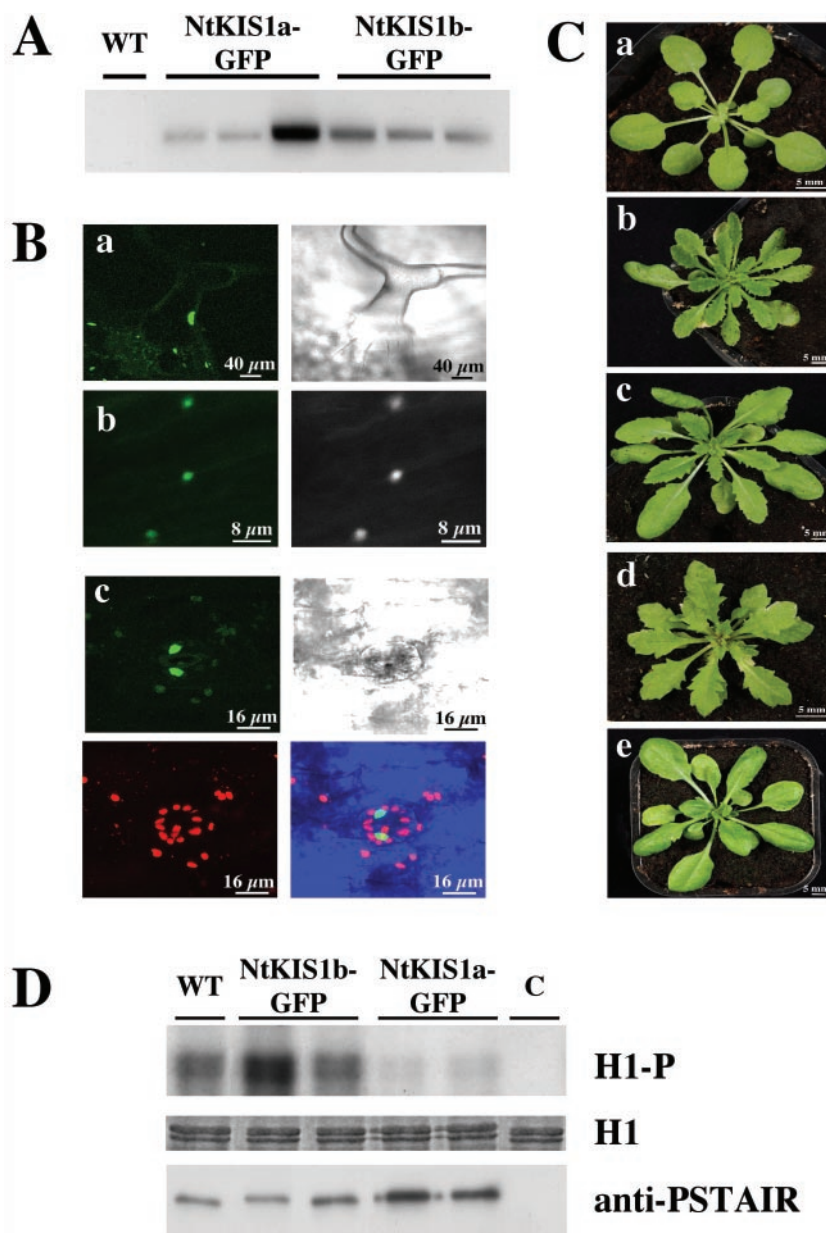 A
WT
NtKIS1a-
GFP
NtKIS1b-
GFP
B
a
40 µm
40 µm
b
8 µm
8 µm
c
16 µm
16 µm
16 µm
16 µm
C
a
5 mm
b
5 mm
c
5 mm
d
5 mm
e
5 mm
D
WT
NtKIS1b-
GFP
NtKIS1a-
GFP
C
H1-P
H1
anti-PSTAIR